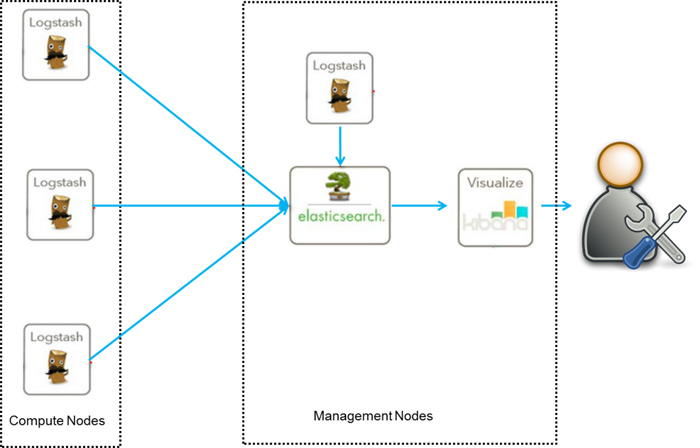 Logstash
Logstash
Logstash
Logstash
elasticsearch.
Visualize
kibana
Compute Nodes
Management Nodes